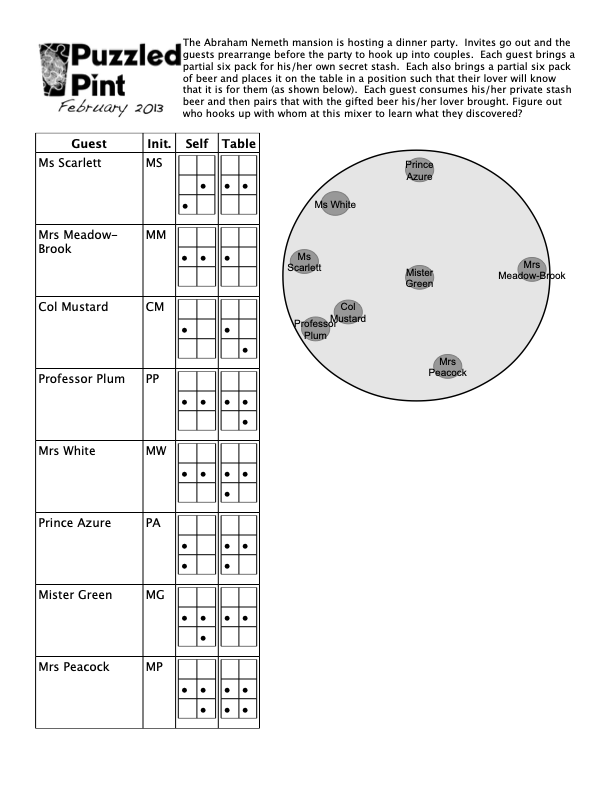 Puzzled
Pint
February 2013
The Abraham Nemeth mansion is hosting a dinner party. Invites go out and the
guests prearrange before the party to hook up into couples. Each guest brings a
partial six pack for his/her own secret stash. Each also brings a partial six pack
of beer and places it on the table in a position such that their lover will know
that it is for them (as shown below). Each guest consumes his/her private stash
beer and then pairs that with the gifted beer his/her lover brought. Figure out
who hooks up with whom at this mixer to learn what they discovered?
Guest Init. Self Table
Ms Scarlett MS
Mrs Meadow-
Brook
MM
Col Mustard CM
Professor Plum PP
Mrs White MW
Prince Azure PA
Mister Green MG
Mrs Peacock MP
Prince
Azure
Ms White
Ms
Scarlett
Mister
Green
Mrs
Meadow-Brook
Col
Mustard
Professor
Plum
Mrs
Peacock